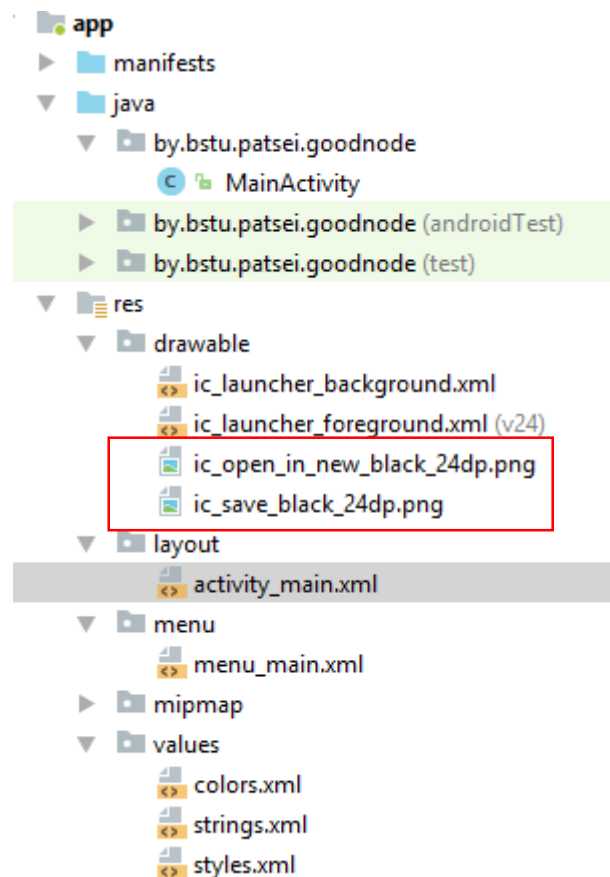 app
manifests
java
by.bstu.patsei.goodnode
C MainActivity
by.bstu.patsei.goodnode (androidTest)
by.bstu.patsei.goodnode (test)
res
drawable
ic_launcher_background.xml
ic_launcher_foreground.xml (v24)
ic_open_in_new_black_24dp.png
ic_save_black_24dp.png
layout
activity_main.xml
menu
menu_main.xml
mipmap
values
colors.xml
strings.xml
styles.xml